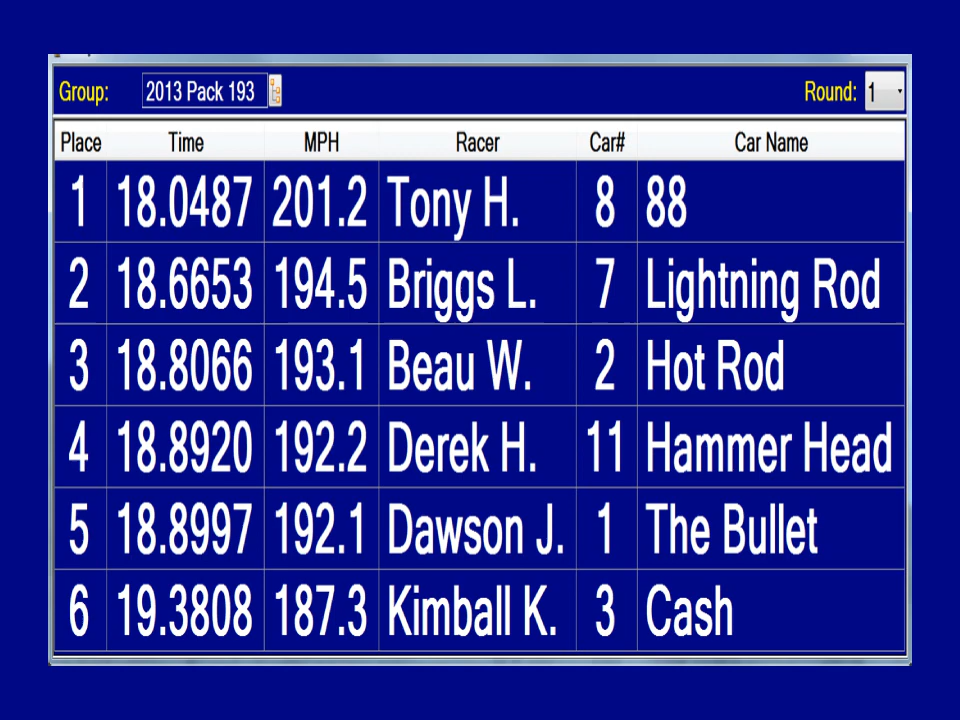 Group: 2013 Pack 193 Round: 1
Place Time MPH Racer Car# Car Name
1 18.0487 201.2 Tony H. 8 88
2 18.6653 194.5 Briggs L. 7 Lightning Rod
3 18.8066 193.1 Beau W. 2 Hot Rod
4 18.8920 192.2 Derek H. 11 Hammer Head
5 18.8997 192.1 Dawson J. 1 The Bullet
6 19.3808 187.3 Kimball K. 3 Cash